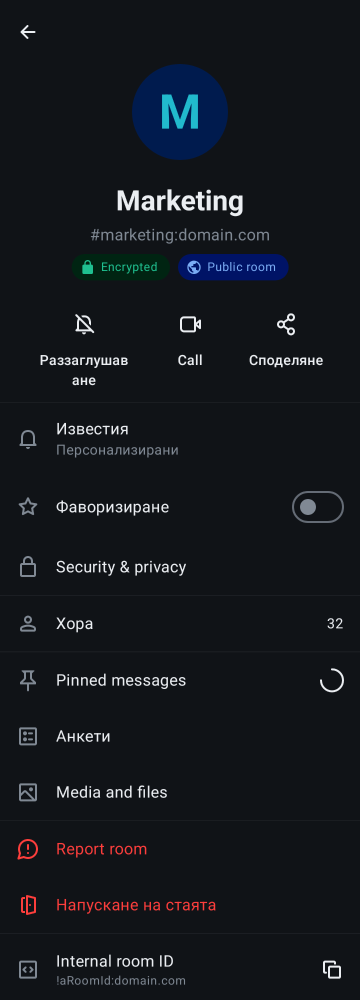 M
Marketing
#marketing:domain.com
Encrypted
Public room
Раззаглушав
ане
Call
Споделяне
Известия
Персонализирани
Фаворизиране
Security & privacy
Хора
32
Pinned messages
Анкети
Media and files
Report room
Напускане на стаята
Internal room ID
!aRoomId:domain.com